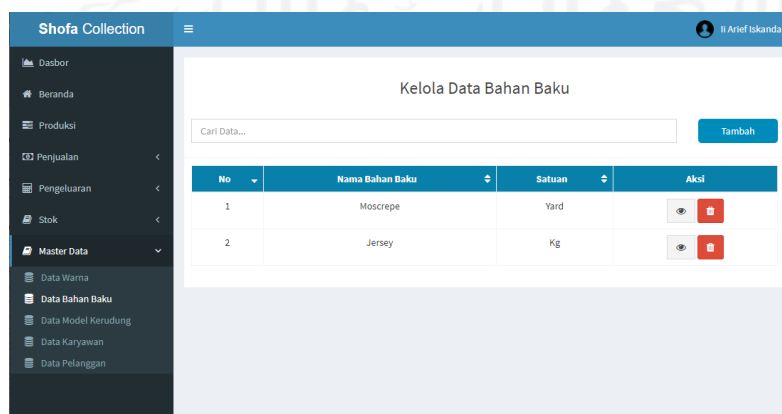 Shofa Collection
Ii Arief Iskanda
Dasbor
Beranda
Produksi
Penjualan
Pengeluaran
Stok
Master Data
Data Warna
Data Bahan Baku
Data Model Kerudung
Data Karyawan
Data Pelanggan
Kelola Data Bahan Baku
Cari Data... Tambah
No Nama Bahan Baku Satuan Aksi
1 Moscrepe Yard
2 Jersey Kg